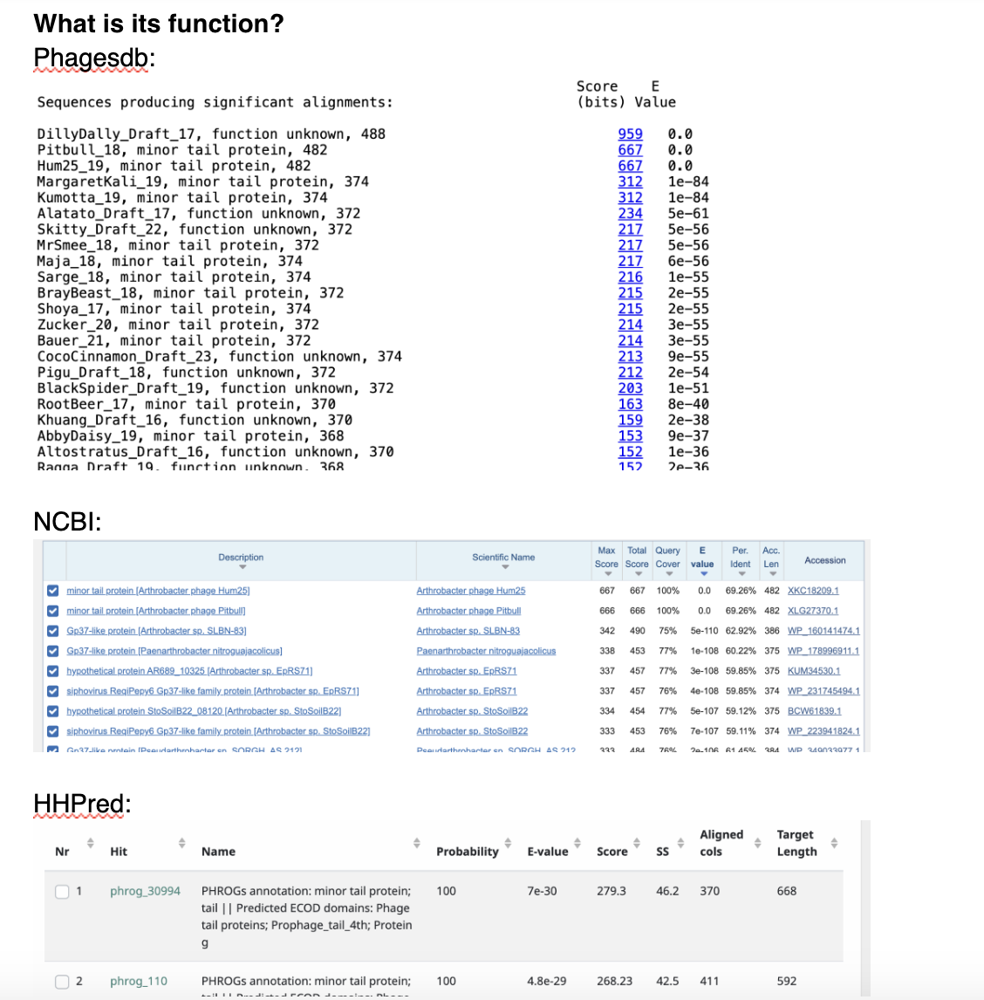 What is its function?
Phagesdb:
Score E
Sequences producing significant alignments: (bits) Value
DillyDally_Draft_17, function unknown, 488 959 0.0
Pitbull_18, minor tail protein, 482 667 0.0
Hum25_19, minor tail protein, 482 667 0.0
MargaretKali_19, minor tail protein, 374 312 1e-84
Kumotta_19, minor tail protein, 374 312 1e-84
Alatato_Draft_17, function unknown, 372 234 5e-61
Skitty_Draft_22, function unknown, 372 217 5e-56
MrSmee_18, minor tail protein, 372 217 5e-56
Maja_18, minor tail protein, 374 217 6e-56
Sarge_18, minor tail protein, 374 216 1e-55
BrayBeast_18, minor tail protein, 372 215 2e-55
Shoya_17, minor tail protein, 374 215 2e-55
Zucker_20, minor tail protein, 372 214 3e-55
Bauer_21, minor tail protein, 372 214 3e-55
CocoCinnamon_Draft_23, function unknown, 374 213 9e-55
Pigu_Draft_18, function unknown, 372 212 2e-54
BlackSpider_Draft_19, function unknown, 372 203 1e-51
RootBeer_17, minor tail protein, 370 163 8e-40
Khuang_Draft_16, function unknown, 370 159 2e-38
AbbyDaisy_19, minor tail protein, 368 153 9e-37
Altostratus_Draft_16, function unknown, 370 152 1e-36
Ragga_Draft_19, function unknown, 368 152 2e-36
NCBI:
Description Scientific Name Max Score Total Score Query Cover E value Per. Ident Acc. Len Accession
minor tail protein [Arthrobacter phage Hum25] Arthrobacter phage Hum25 667 667 100% 0.0 69.26% 482 XKC18209.1
minor tail protein [Arthrobacter phage Pitbull] Arthrobacter phage Pitbull 666 666 100% 0.0 69.26% 482 XLG27370.1
Gp37-like protein [Arthrobacter sp. SLBN-83] Arthrobacter sp. SLBN-83 342 490 75% 5e-110 62.92% 386 WP_160141474.1
Gp37-like protein [Paenarthrobacter nitroguajacolicus] Paenarthrobacter nitroguajacolicus 338 453 77% 1e-108 60.22% 375 WP_178996911.1
hypothetical protein AR689_10325 [Arthrobacter sp. EpRS71] Arthrobacter sp. EpRS71 337 457 77% 3e-108 59.85% 375 KUM34530.1
siphovirus ReqiPepy6 Gp37-like family protein [Arthrobacter sp. EpRS71] Arthrobacter sp. EpRS71 337 457 76% 4e-108 59.85% 374 WP_231745494.1
hypothetical protein StoSoilB22_08120 [Arthrobacter sp. StoSoilB22] Arthrobacter sp. StoSoilB22 334 454 77% 5e-107 59.12% 375 BCW61839.1
siphovirus ReqiPepy6 Gp37-like family protein [Arthrobacter sp. StoSoilB22] Arthrobacter sp. StoSoilB22 333 453 76% 7e-107 59.11% 374 WP_223941824.1
Gp37-like protein [Pseudarthrobacter sp. SORGH_AS 212] Pseudarthrobacter sp. SORGH_AS 212 333 484 76% 2e-106 61.45% 384 WP_349033977.1
HHPred:
Nr Hit Name Probability E-value Score SS Aligned cols Target Length
1 phrog_30994 PHROGs annotation: minor tail protein; 100 7e-30 279.3 46.2 370 668
tail || Predicted ECOD domains: Phage
tail proteins; Prophage_tail_4th; Protein
g
2 phrog_110 PHROGs annotation: minor tail protein; 100 4.8e-29 268.23 42.5 411 592
tail || Predicted ECOD domains: Phage